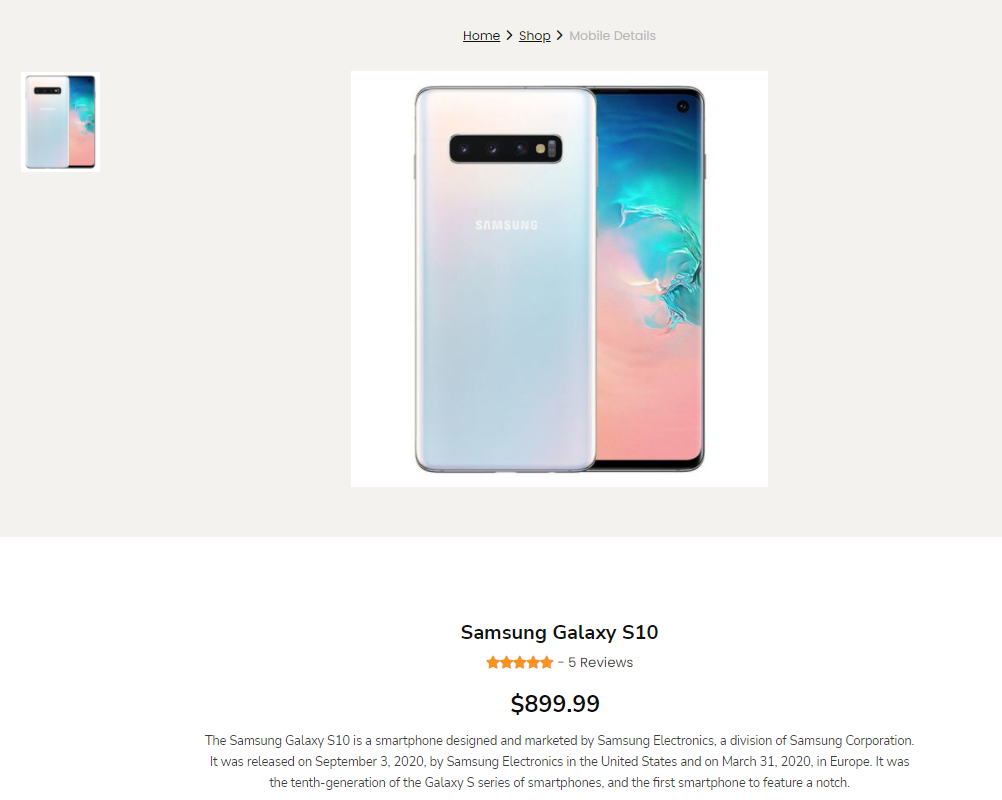 Home > Shop > Mobile Details
SAMSUNG
Samsung Galaxy S10
- 5 Reviews
$899.99
The Samsung Galaxy S10 is a smartphone designed and marketed by Samsung Electronics, a division of Samsung Corporation.
It was released on September 3, 2020, by Samsung Electronics in the United States and on March 31, 2020, in Europe. It was
the tenth-generation of the Galaxy S series of smartphones, and the first smartphone to feature a notch.